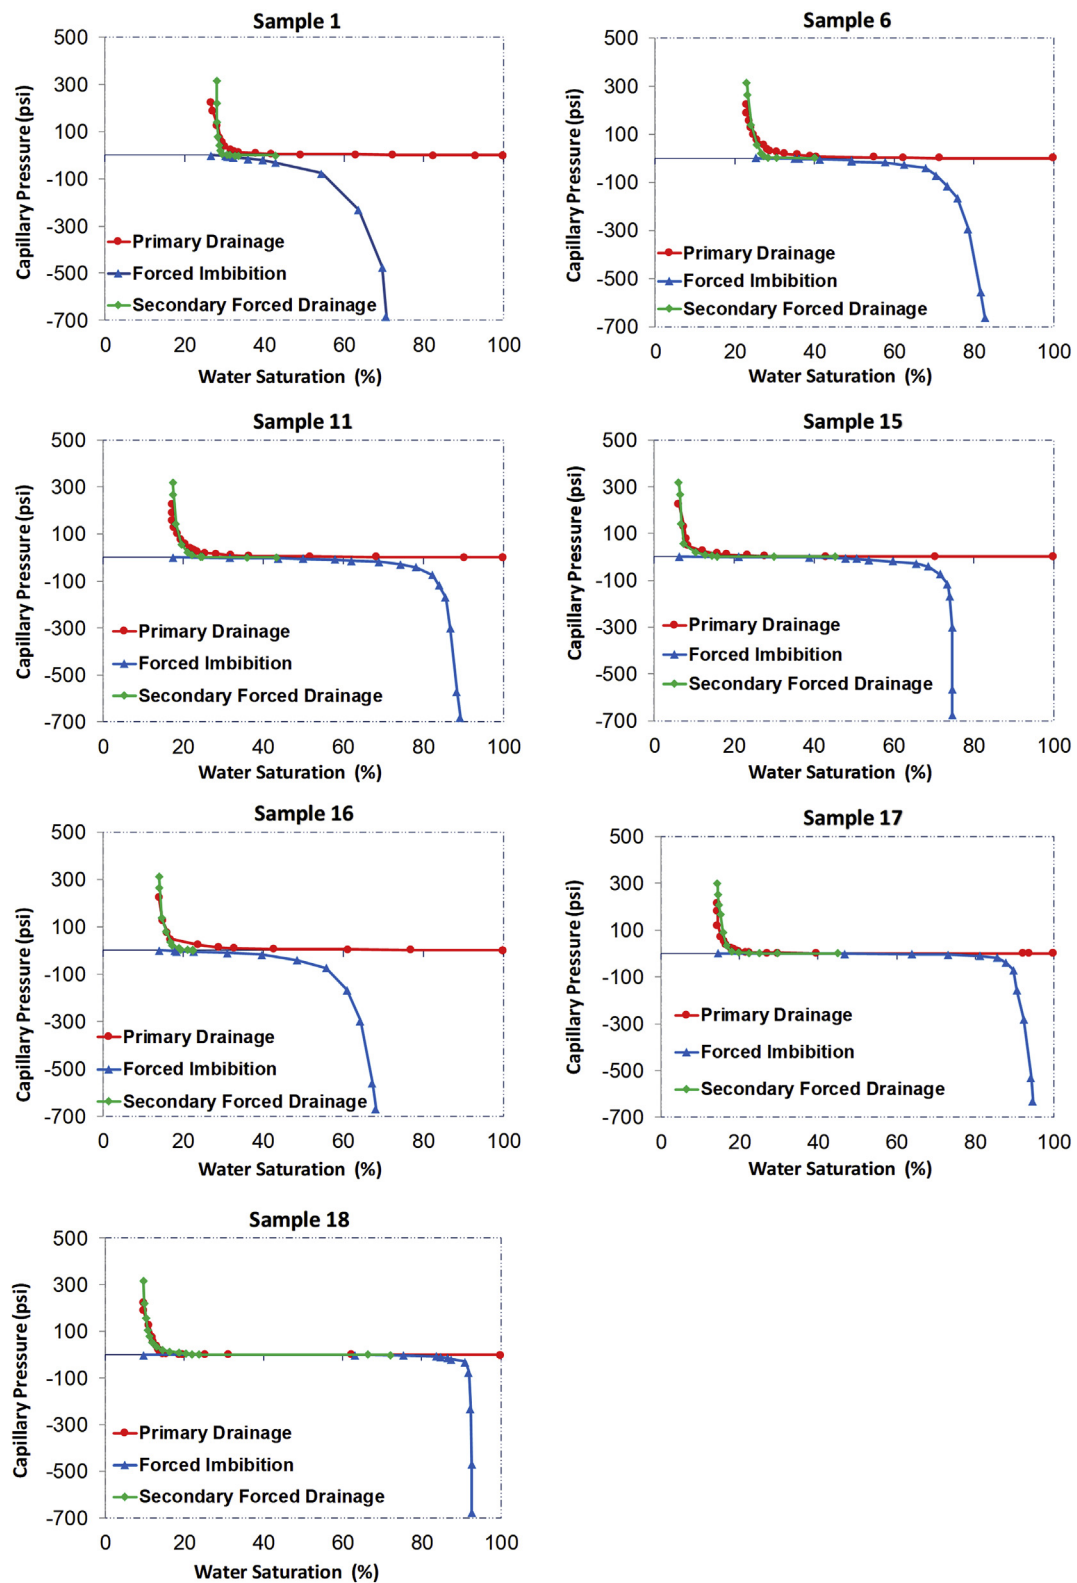 Sample 1
500
300
100
-100
-300
-500
-700
Capillary Pressure (psi)
Primary Drainage
Forced Imbibition
Secondary Forced Drainage
0 20 40 60 80 100
Water Saturation (%)
Sample 6
500
300
100
-100
-300
-500
-700
Capillary Pressure (psi)
Primary Drainage
Forced Imbibition
Secondary Forced Drainage
0 20 40 60 80 100
Water Saturation (%)
Sample 11
500
300
100
-100
-300
-500
-700
Capillary Pressure (psi)
Primary Drainage
Forced Imbibition
Secondary Forced Drainage
0 20 40 60 80 100
Water Saturation (%)
Sample 15
500
300
100
-100
-300
-500
-700
Capillary Pressure (psi)
Primary Drainage
Forced Imbibition
Secondary Forced Drainage
0 20 40 60 80 100
Water Saturation (%)
Sample 16
500
300
100
-100
-300
-500
-700
Capillary Pressure (psi)
Primary Drainage
Forced Imbibition
Secondary Forced Drainage
0 20 40 60 80 100
Water Saturation (%)
Sample 17
500
300
100
-100
-300
-500
-700
Capillary Pressure (psi)
Primary Drainage
Forced Imbibition
Secondary Forced Drainage
0 20 40 60 80 100
Water Saturation (%)
Sample 18
500
300
100
-100
-300
-500
-700
Capillary Pressure (psi)
Primary Drainage
Forced Imbibition
Secondary Forced Drainage
0 20 40 60 80 100
Water Saturation (%)